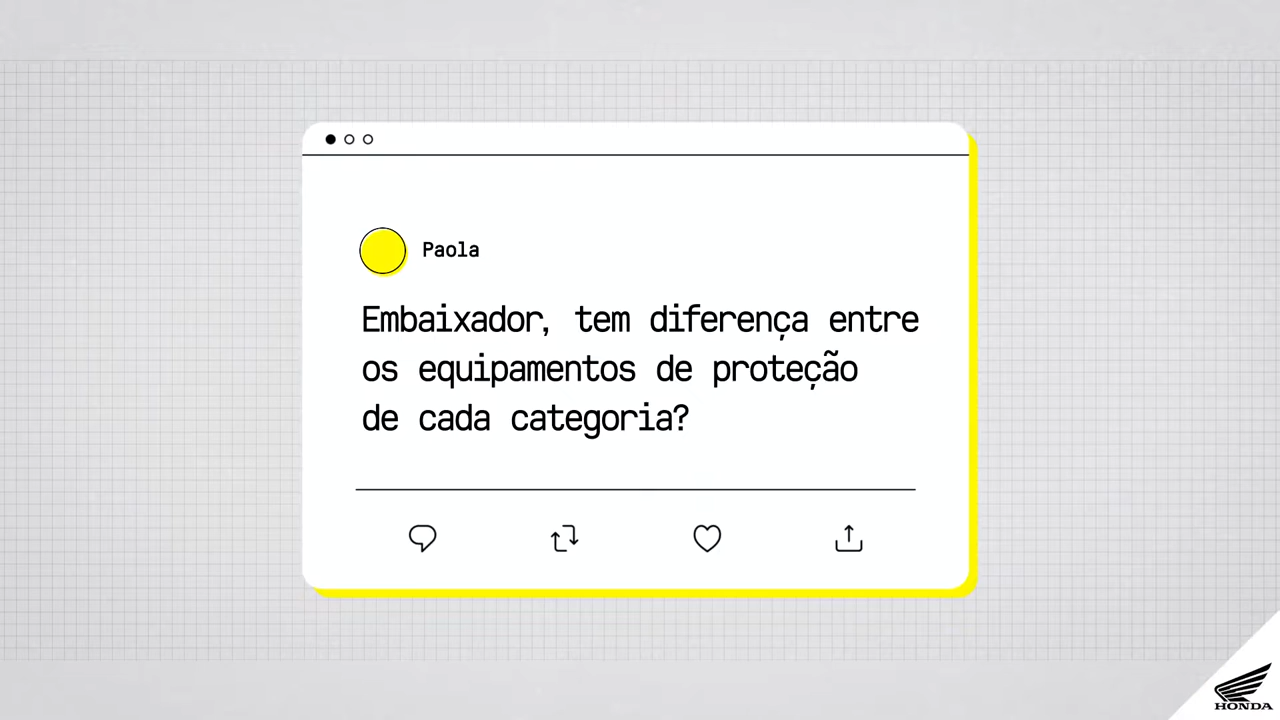 Paola
Embaixador, tem diferença entre
os equipamentos de proteção
de cada categoria?
HONDA